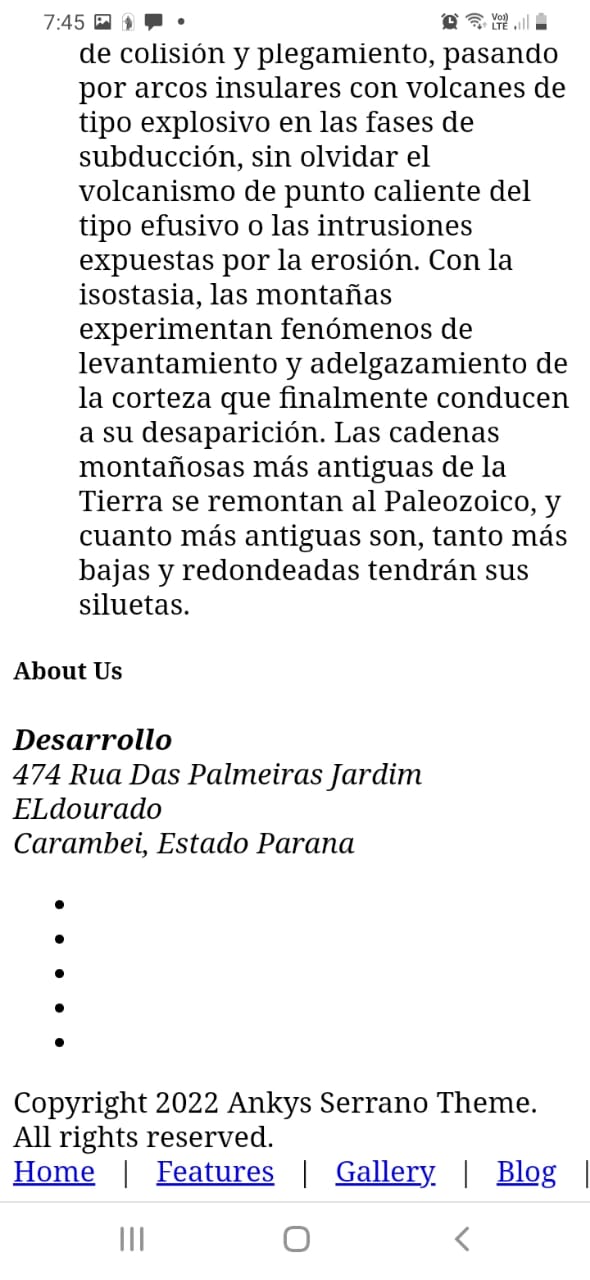 7:45
Vo))
LTE
de colisión y plegamiento, pasando
por arcos insulares con volcanes de
tipo explosivo en las fases de
subducción, sin olvidar el
volcanismo de punto caliente del
tipo efusivo o las intrusiones
expuestas por la erosión. Con la
isostasia, las montañas
experimentan fenómenos de
levantamiento y adelgazamiento de
la corteza que finalmente conducen
a su desaparición. Las cadenas
montañosas más antiguas de la
Tierra se remontan al Paleozoico, y
cuanto más antiguas son, tanto más
bajas y redondeadas tendrán sus
siluetas.
About Us
Desarrollo
474 Rua Das Palmeiras Jardim
ELdourado
Carambei, Estado Parana
Copyright 2022 Ankys Serrano Theme.
All rights reserved.
Home | Features | Gallery | Blog |